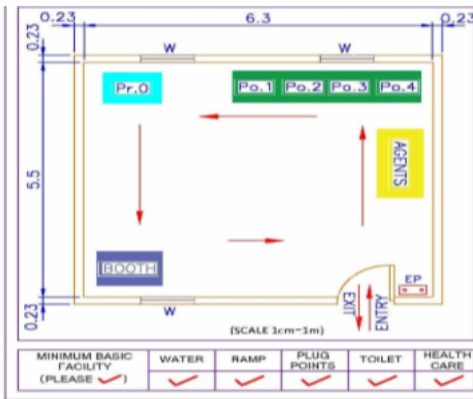 0.23 6.3 0.23
0.23
W W
Pr.O Po.1 Po.2 Po.3 Po.4
AGENTS
5.5
BOOTH
EP
W
EXIT
ENTRY
0.23
(SCALE 1cm-1m)
MINIMUM BASIC FACILITY (PLEASE ✓) WATER RAMP PLUG POINTS TOILET HEALTH CARE
✓ ✓ ✓ ✓ ✓